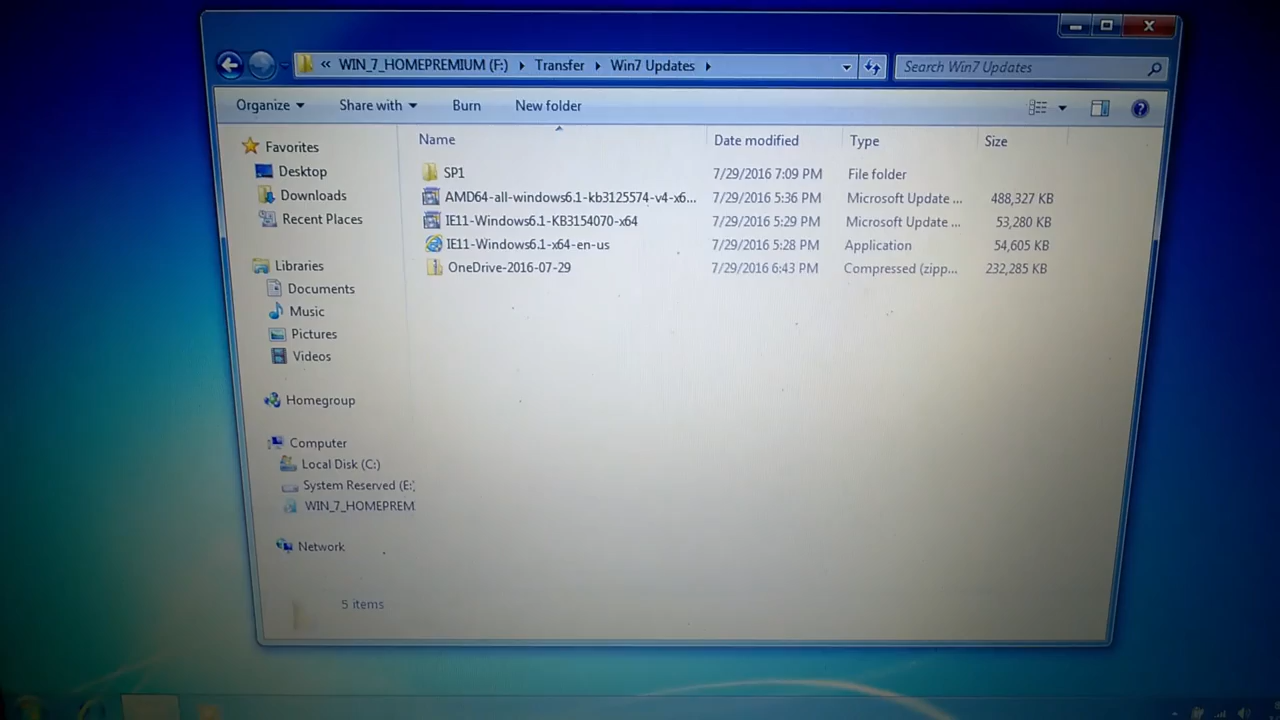 « WIN_7_HOMEPREMIUM (F:) Transfer Win7 Updates Search Win7 Updates
Organize Share with Burn New folder
Name Date modified Type Size
Favorites
Desktop
Downloads
Recent Places
Libraries
Documents
Music
Pictures
Videos
Homegroup
Computer
Local Disk (C:)
System Reserved (E:
WIN_7_HOMEPREM
Network
SP1 7/29/2016 7:09 PM File folder
AMD64-all-windows6.1-kb3125574-v4-x6... 7/29/2016 5:36 PM Microsoft Update ... 488,327 KB
IE11-Windows6.1-KB3154070-x64 7/29/2016 5:29 PM Microsoft Update ... 53,280 KB
IE11-Windows6.1-x64-en-us 7/29/2016 5:28 PM Application 54,605 KB
OneDrive-2016-07-29 7/29/2016 6:43 PM Compressed (zipp... 232,285 KB
5 items